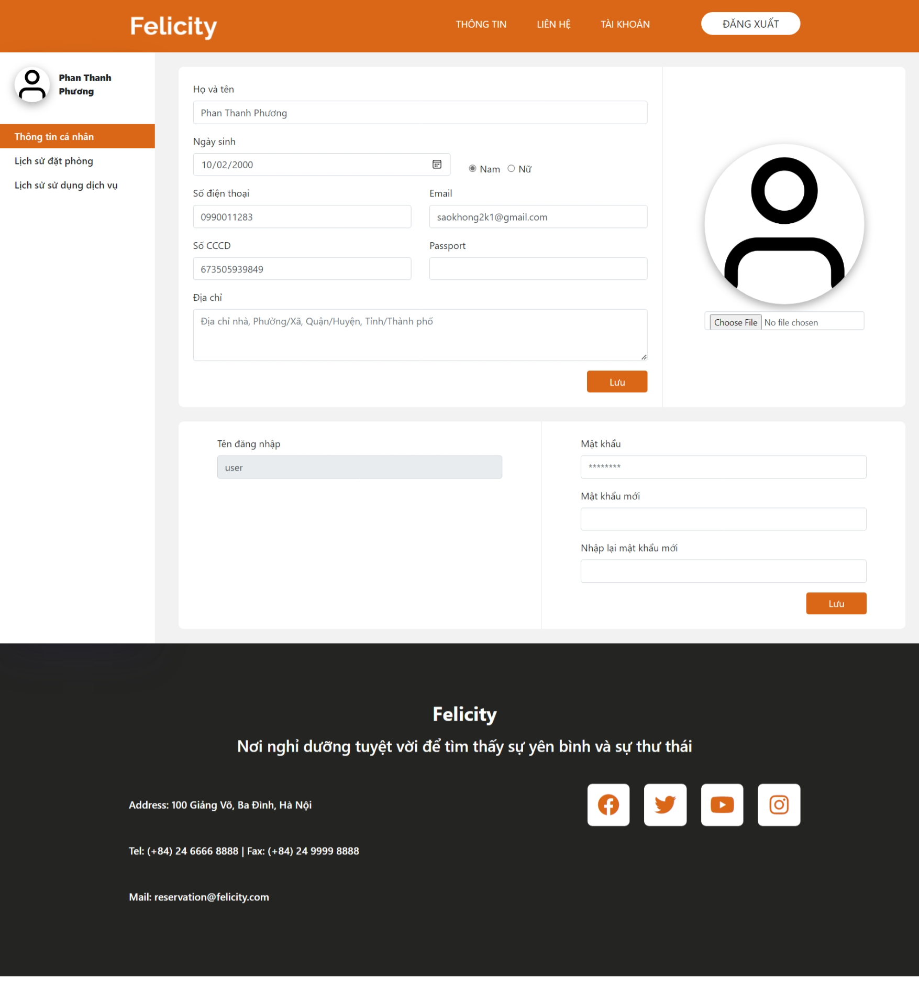 Felicity
THÔNG TIN
LIÊN HỆ
TÀI KHOẢN
ĐĂNG XUẤT
Phan Thanh
Phương
Thông tin cá nhân
Lịch sử đặt phòng
Lịch sử sử dụng dịch vụ
Họ và tên
Phan Thanh Phương
Ngày sinh
10/02/2000
Nam
Nữ
Số điện thoại
Email
0990011283
saokhong2k1@gmail.com
Số CCCD
Passport
673505939849
Địa chỉ
Địa chỉ nhà, Phường/Xã, Quận/Huyện, Tỉnh/Thành phố
Lưu
Choose File No file chosen
Tên đăng nhập
user
Mật khẩu
********
Mật khẩu mới
Nhập lại mật khẩu mới
Lưu
Felicity
Nơi nghỉ dưỡng tuyệt vời để tìm thấy sự yên bình và sự thư thái
Address: 100 Giảng Võ, Ba Đình, Hà Nội
Tel: (+84) 24 6666 8888 | Fax: (+84) 24 9999 8888
Mail: reservation@felicity.com